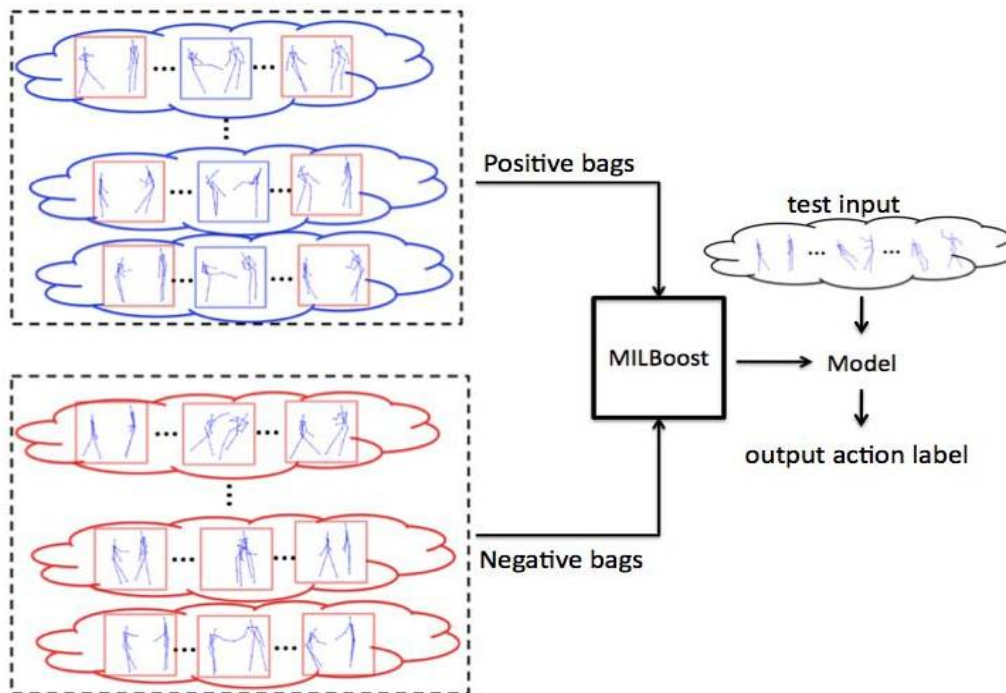 Positive bags
test input
MILBoost
Model
output action label
Negative bags